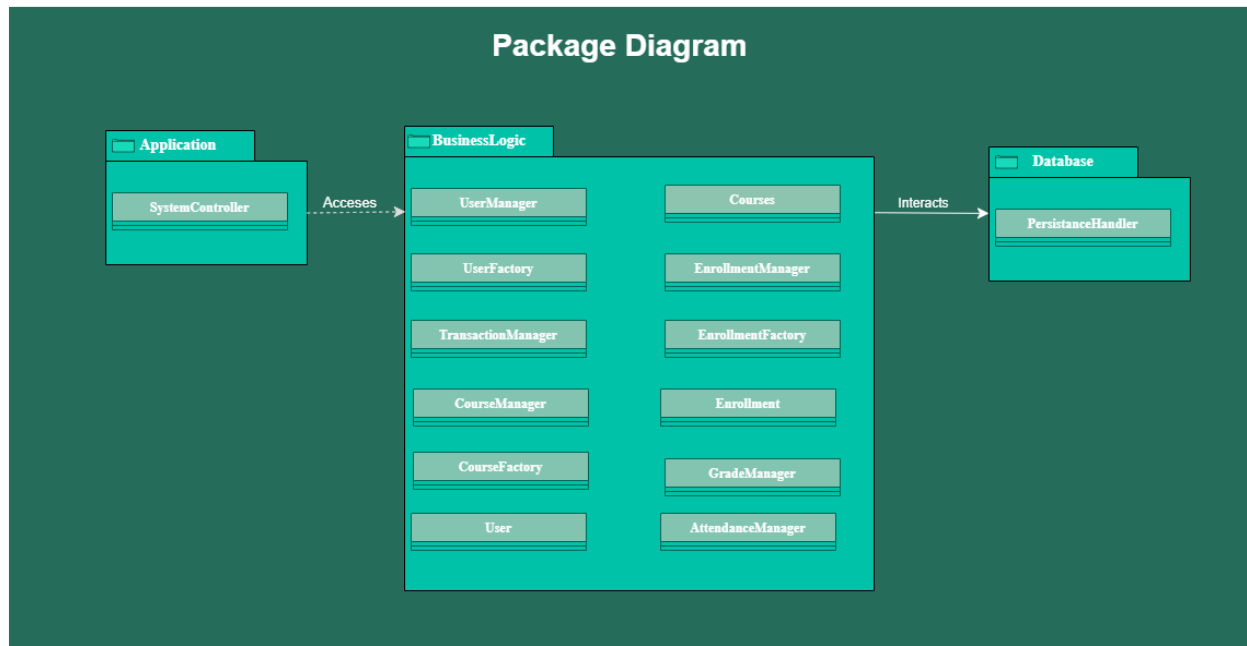 Package Diagram
Application
SystemController
Acceses
BusinessLogic
UserManager
Courses
UserFactory
EnrollmentManager
TransactionManager
EnrollmentFactory
CourseManager
Enrollment
CourseFactory
GradeManager
User
AttendanceManager
Interacts
Database
PersistanceHandler